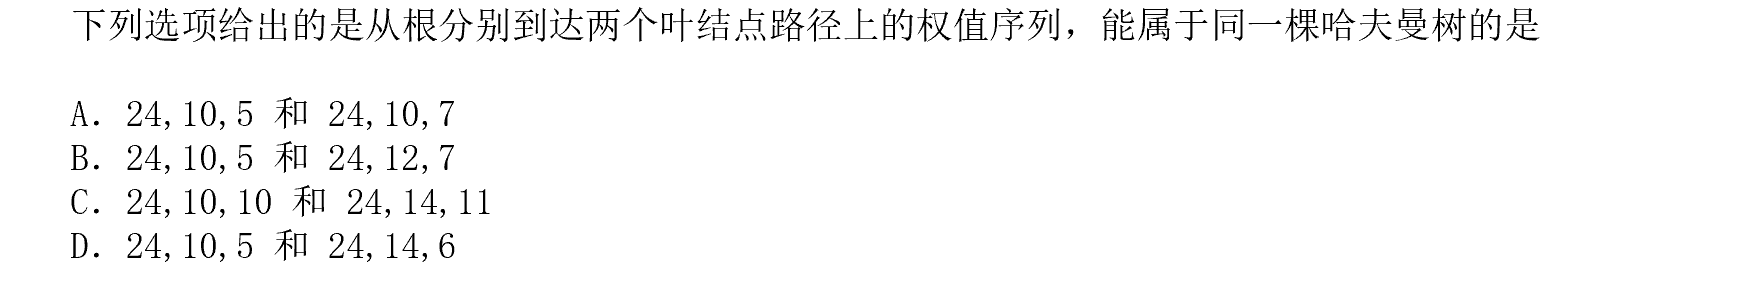 下列选项给出的是从根分别到达两个叶结点路径上的权值序列，能属于同一棵哈夫曼树的是
A. 24,10,5 和 24,10,7
B. 24,10,5 和 24,12,7
C. 24,10,10 和 24,14,11
D. 24,10,5 和 24,14,6